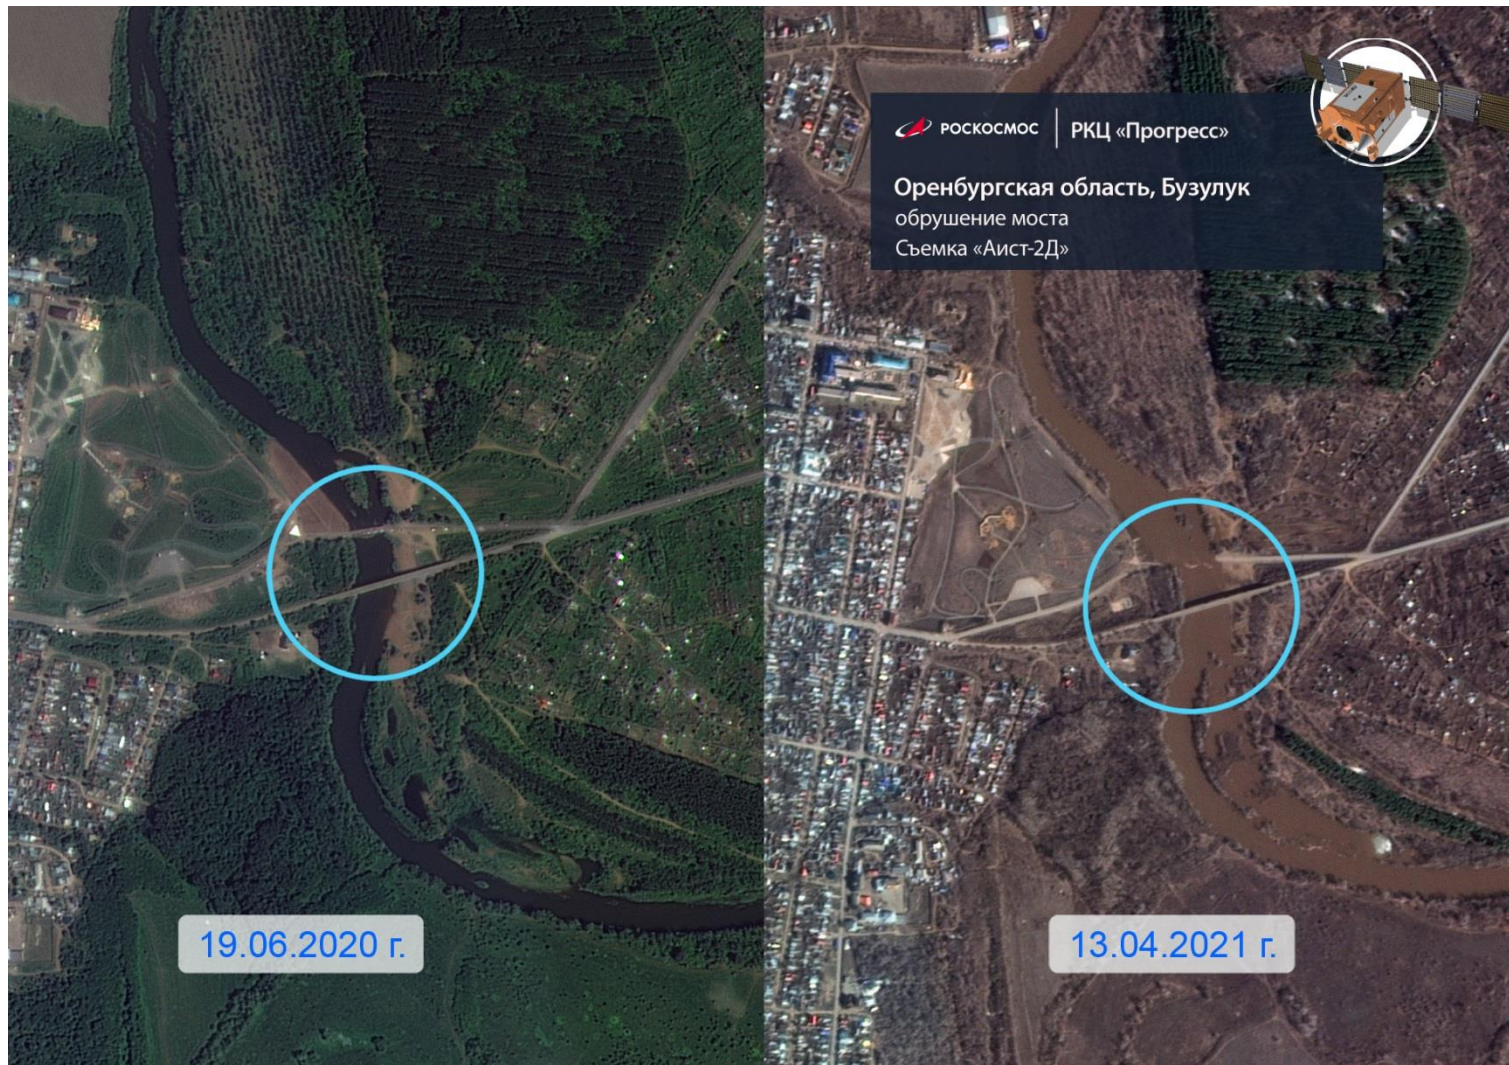 РОСКОСМОС | РКЦ «Прогресс»
Оренбургская область, Бузулук
обрушение моста
Съемка «Аист-2Д»
19.06.2020 г.
13.04.2021 г.